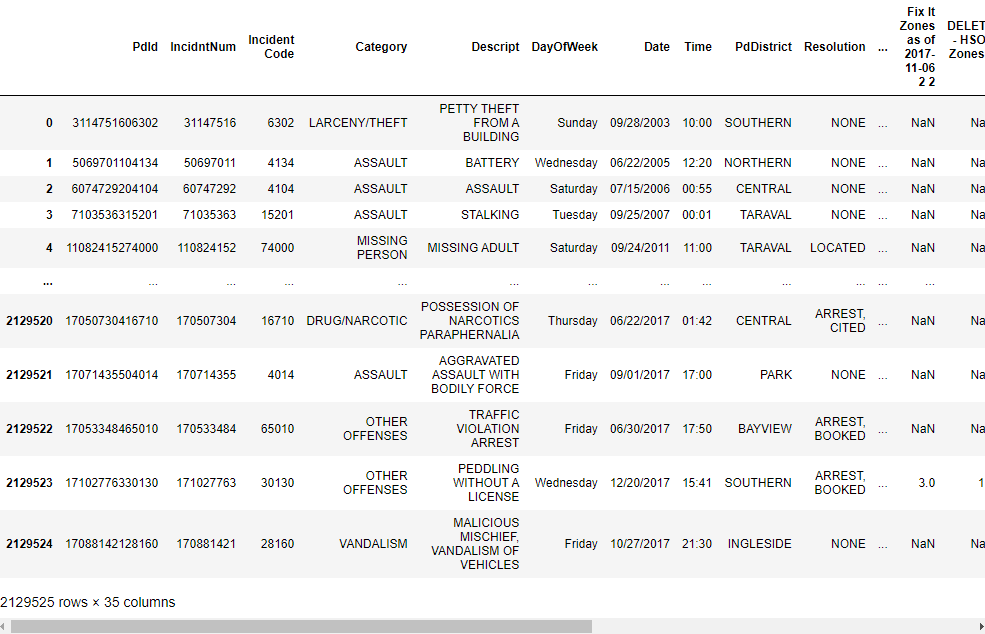 PdId IncidntNum Incident Code Category Descript DayOfWeek Date Time PdDistrict Resolution ... Fix It Zones as of 2017-11-06 2 2 DELET - HSO Zones
0 3114751606302 31147516 6302 LARCENY/THEFT PETTY THEFT FROM A BUILDING Sunday 09/28/2003 10:00 SOUTHERN NONE ... NaN Na
1 5069701104134 50697011 4134 ASSAULT BATTERY Wednesday 06/22/2005 12:20 NORTHERN NONE ... NaN Na
2 6074729204104 60747292 4104 ASSAULT ASSAULT Saturday 07/15/2006 00:55 CENTRAL NONE ... NaN Na
3 7103536315201 71035363 15201 ASSAULT STALKING Tuesday 09/25/2007 00:01 TARAVAL NONE ... NaN Na
4 11082415274000 110824152 74000 MISSING PERSON MISSING ADULT Saturday 09/24/2011 11:00 TARAVAL LOCATED ... NaN Na
... ... ... ... ... ... ... ... ... ... ... ... ...
2129520 17050730416710 170507304 16710 DRUG/NARCOTIC POSSESSION OF NARCOTICS PARAPHERNALIA Thursday 06/22/2017 01:42 CENTRAL ARREST, CITED ... NaN Na
2129521 17071435504014 170714355 4014 ASSAULT AGGRAVATED ASSAULT WITH BODILY FORCE Friday 09/01/2017 17:00 PARK NONE ... NaN Na
2129522 17053348465010 170533484 65010 OTHER OFFENSES TRAFFIC VIOLATION ARREST Friday 06/30/2017 17:50 BAYVIEW ARREST, BOOKED ... NaN Na
2129523 17102776330130 171027763 30130 OTHER OFFENSES PEDDLING WITHOUT A LICENSE Wednesday 12/20/2017 15:41 SOUTHERN ARREST, BOOKED ... 3.0 1
2129524 17088142128160 170881421 28160 VANDALISM MALICIOUS MISCHIEF, VANDALISM OF VEHICLES Friday 10/27/2017 21:30 INGLESIDE NONE ... NaN Na
2129525 rows × 35 columns